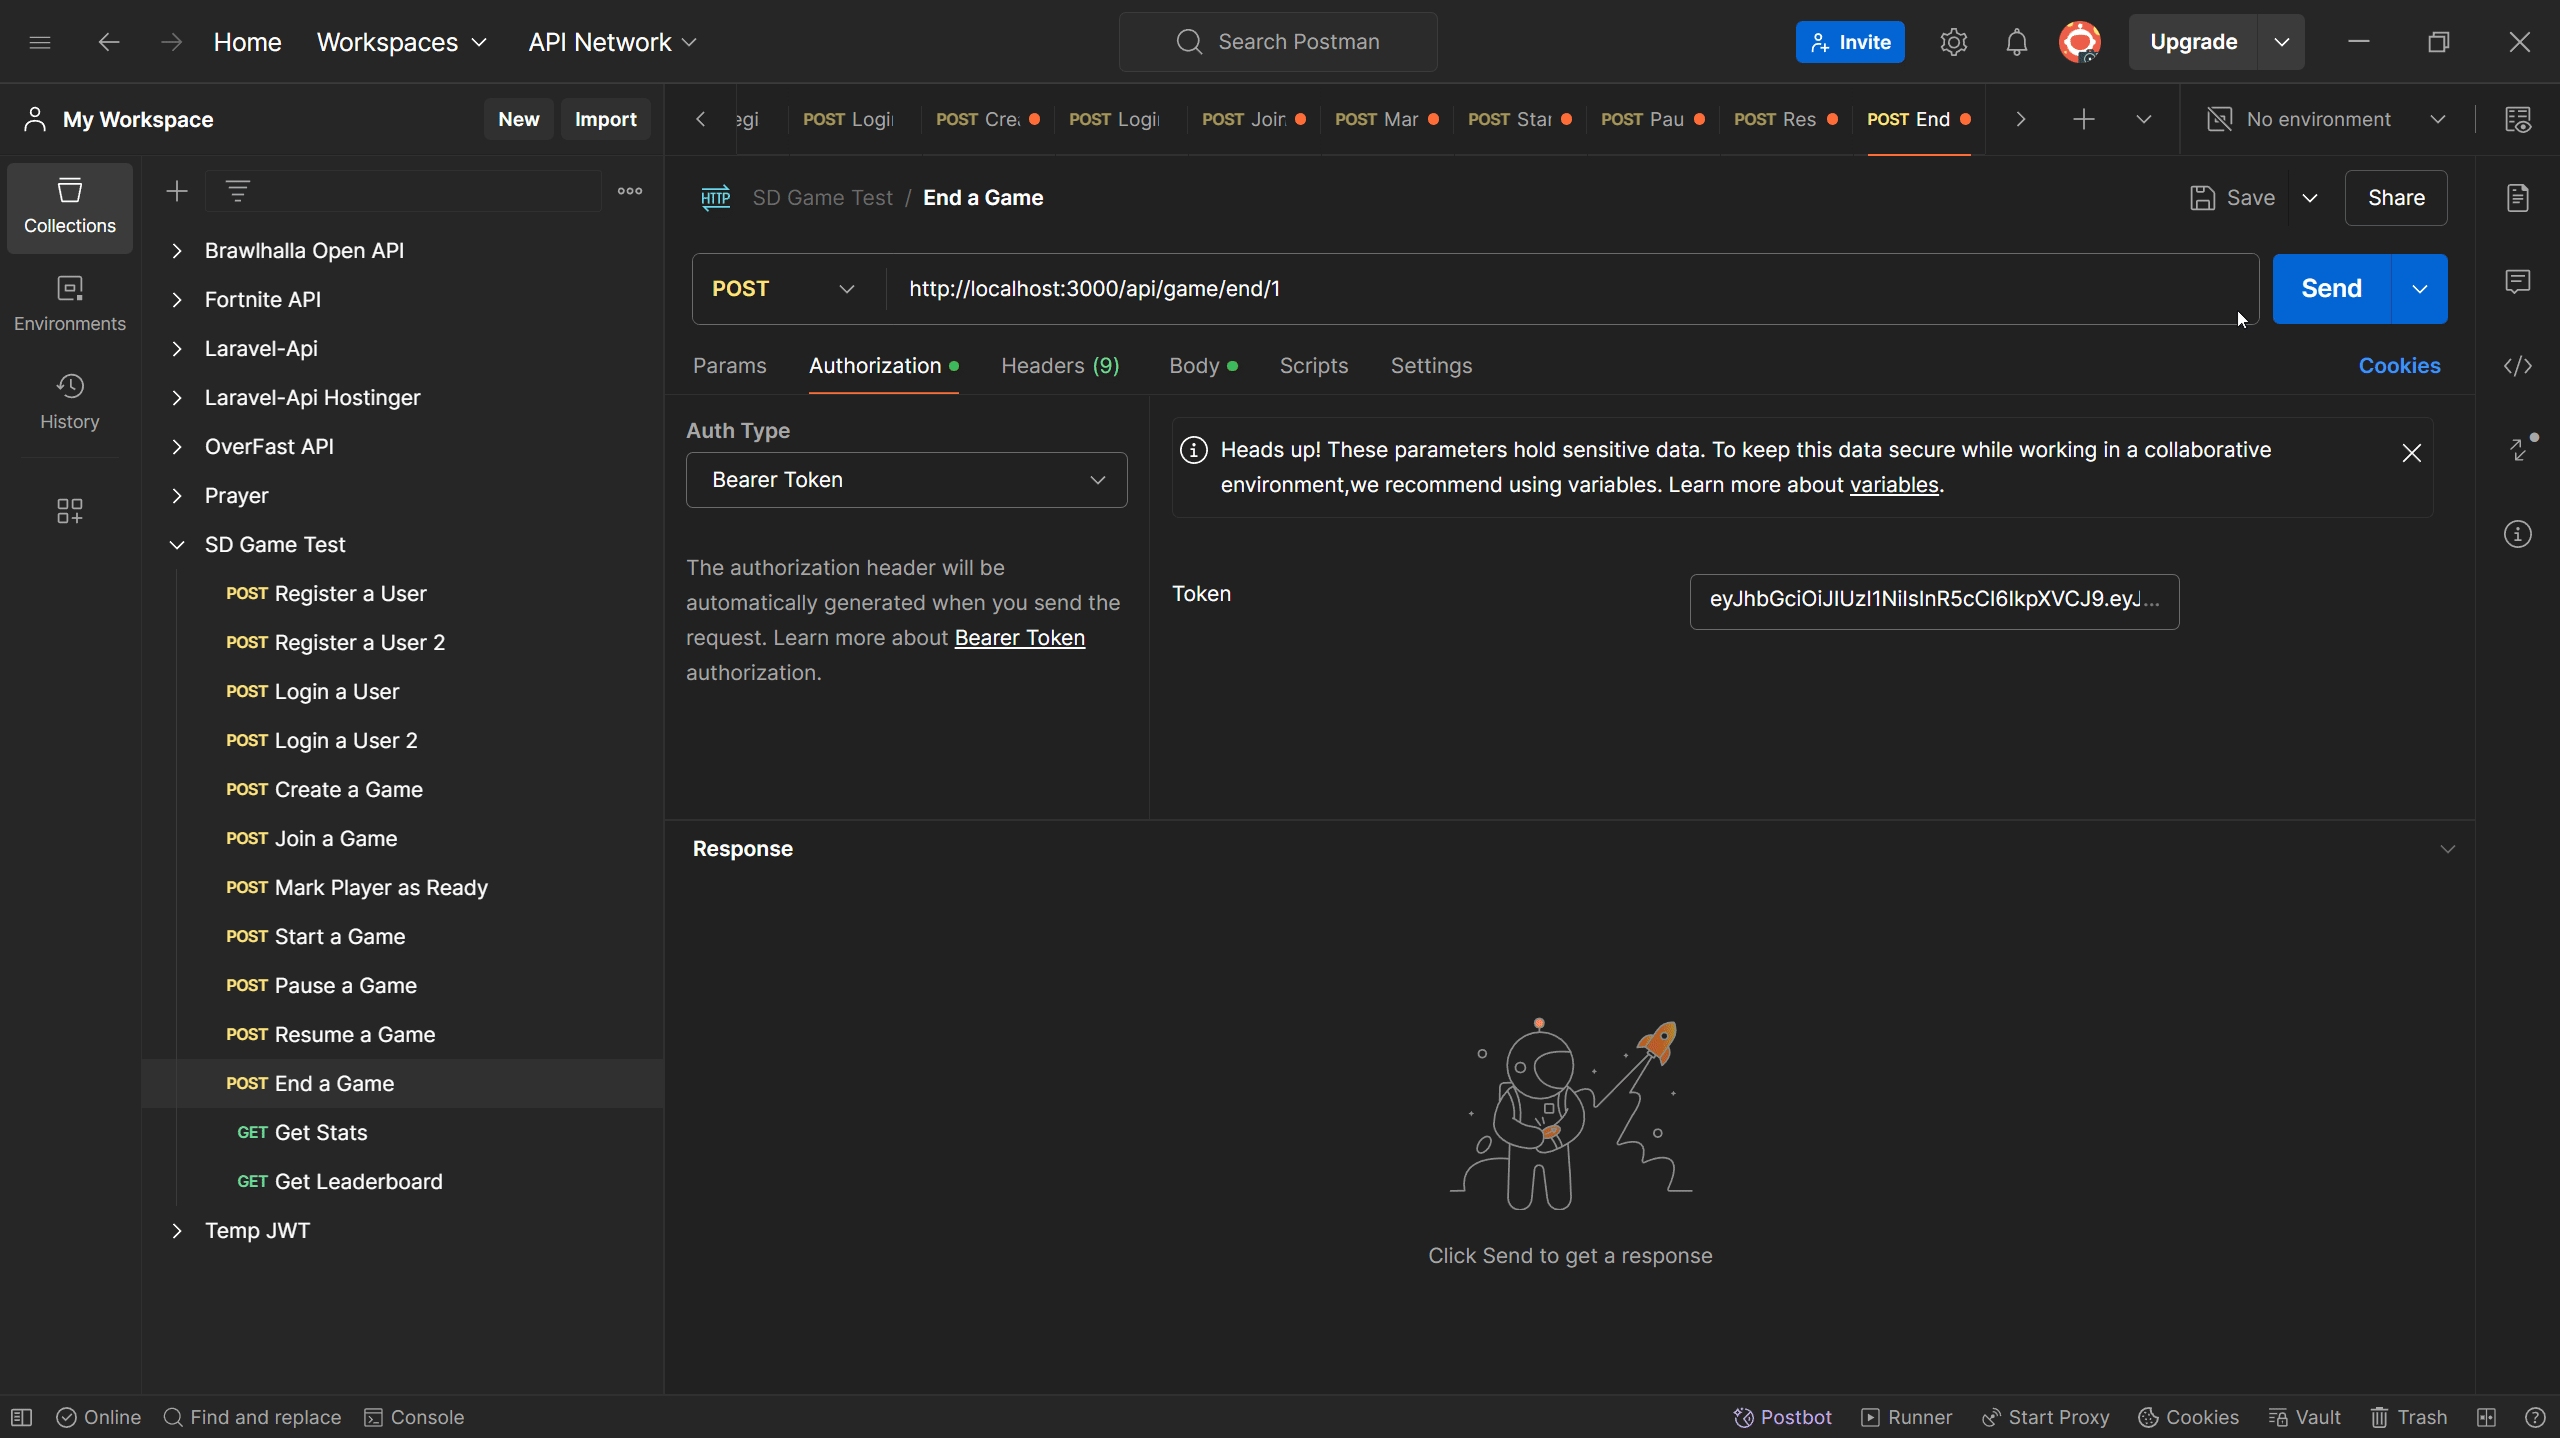 Home
Workspaces
API Network
Search Postman
Invite
Upgrade
My Workspace
New
Import
egi
POST Logi
POST Cre
POST Logi
POST Join
POST Mar
POST Star
POST Pau
POST Res
POST End
No environment
Collections
Environments
History
Brawlhalla Open API
Fortnite API
Laravel-Api
Laravel-Api Hostinger
OverFast API
Prayer
SD Game Test
POST Register a User
POST Register a User 2
POST Login a User
POST Login a User 2
POST Create a Game
POST Join a Game
POST Mark Player as Ready
POST Start a Game
POST Pause a Game
POST Resume a Game
POST End a Game
GET Get Stats
GET Get Leaderboard
Temp JWT
HTTP
SD Game Test / End a Game
Save
Share
POST
http://localhost:3000/api/game/end/1
Send
Params
Authorization
Headers (9)
Body
Scripts
Settings
Cookies
Auth Type
Bearer Token
The authorization header will be
automatically generated when you send the
request. Learn more about Bearer Token
authorization.
Heads up! These parameters hold sensitive data. To keep this data secure while working in a collaborative
environment,we recommend using variables. Learn more about variables.
Token
eyJhbGciOiJIUzI1NiIsInR5cCI6IkpXVCJ9.eyJ...
Response
Click Send to get a response
Online
Find and replace
Console
Postbot
Runner
Start Proxy
Cookies
Vault
Trash